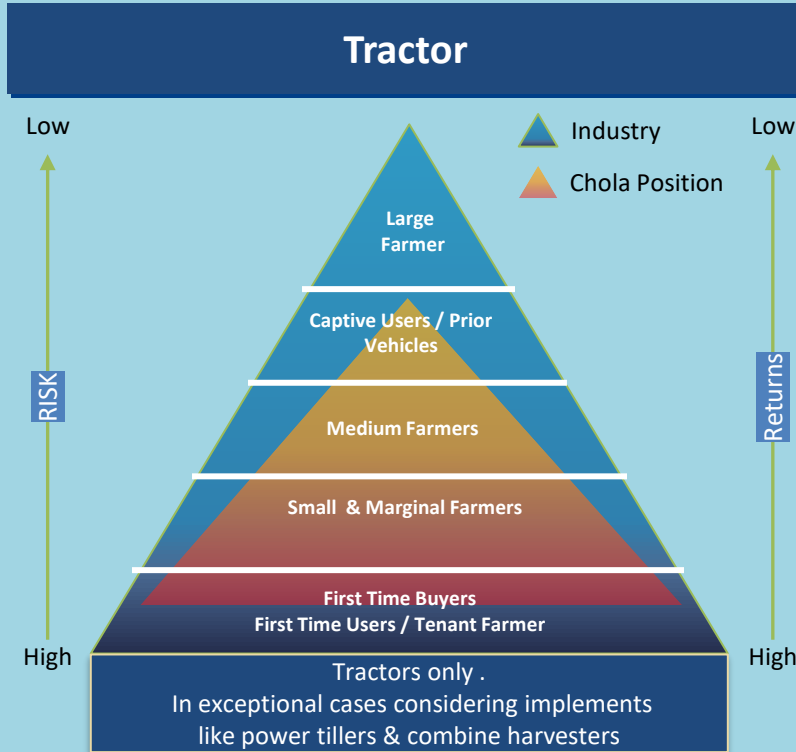 Tractor
Low
Industry
Low
Chola Position
Large
Farmer
Captive Users / Prior
Vehicles
RISK
Returns
Medium Farmers
Small & Marginal Farmers
First Time Buyers
First Time Users / Tenant Farmer
High
High
Tractors only .
In exceptional cases considering implements
like power tillers & combine harvesters